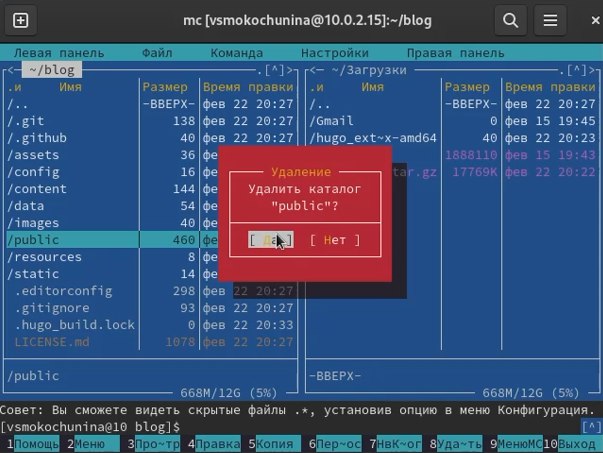 mc [vsmokochunina@10.0.2.15]:~/blog
Левая панель Файл Команда Настройки Правая панель
~/blog .[^]> <— ~/Загрузки .[^]>
.и Имя Размер Время правки .и Имя Размер Время правки
/.. -ВВЕРХ- фев 22 20:27 /.. -ВВЕРХ- фев 22 20:27
/.git 138 фев 22 20:27 /Gmail 0 фев 15 19:45
/.github 40 фев 22 20:27 /hugo_ext~x-amd64 40 фев 22 20:23
/assets 36 фе 1888110 фев 15 19:43
/config 16 фе tar.gz 17769K фев 22 20:22
/content 144 фе
/data 54 фе
/images 40 фе
/public 460 фе
/resources 8 фе
/static 14 фе
.editorconfig 298 фев 22 20:27
.gitignore 93 фев 22 20:27
.hugo_build.lock 0 фев 22 20:33
LICENSE.md 1078 фев 22 20:27
Удаление
Удалить каталог
"public"?
[ Да ] [ Нет ]
/public -ВВЕРХ-
668M/12G (5%) 668M/12G (5%)
Совет: Вы сможете видеть скрытые файлы .*, установив опцию в меню Конфигурация.
[vsmokochunina@10 blog]$ [^]
1Помощь 2Меню 3Про~тр 4Правка 5Копия 6Пер~ос 7НвК~ог 8Уда~ть 9МенюMC 10Выход